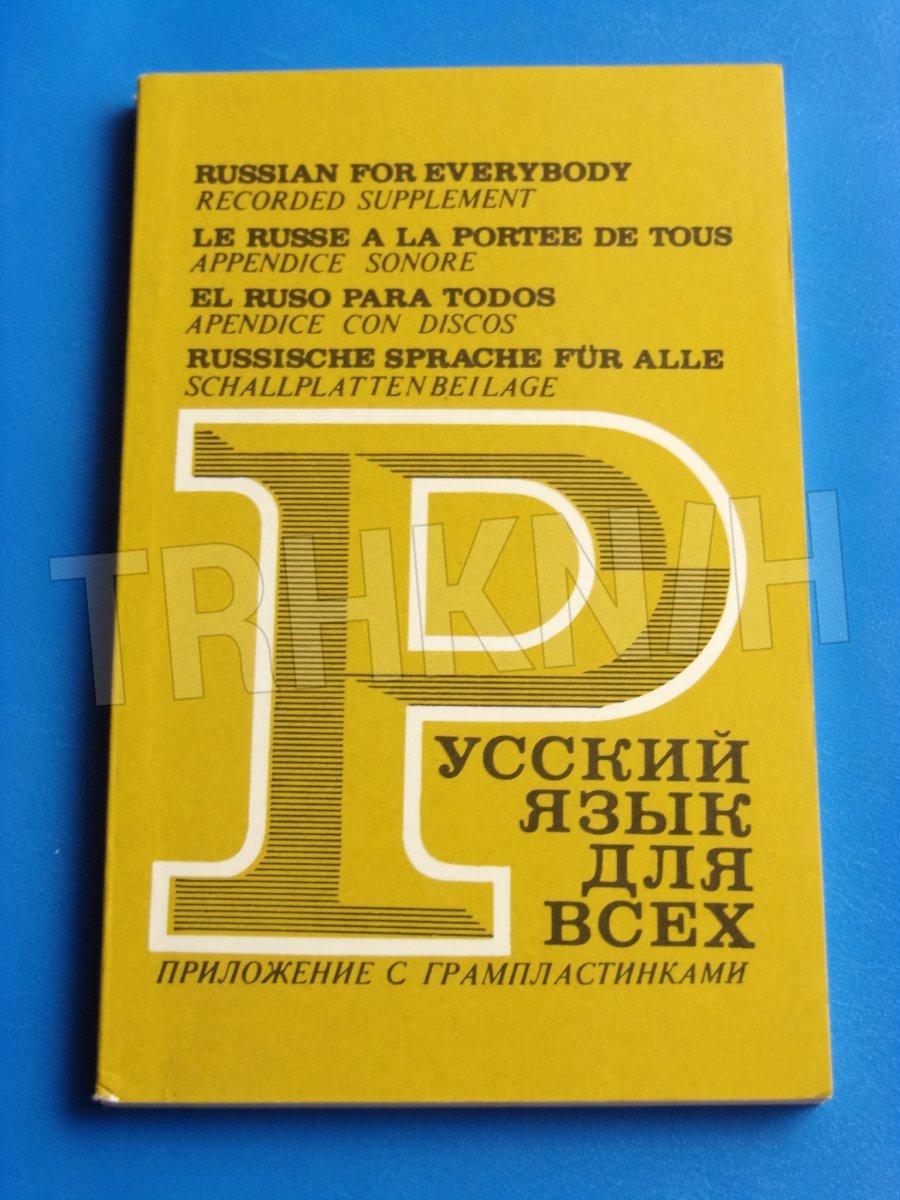 RUSSIAN FOR EVERYBODY
RECORDED SUPPLEMENT
LE RUSSE A LA PORTEE DE TOUS
APPENDICE SONORE
EL RUSO PARA TODOS
APENDICE CON DISCOS
RUSSISCHE SPRACHE FÜR ALLE
SCHALLPLATTENBEILAGE
TRHKNIH
РУССКИЙ
ЯЗЫК
ДЛЯ
ВСЕХ
ПРИЛОЖЕНИЕ С ГРАМПЛАСТИНКАМИ